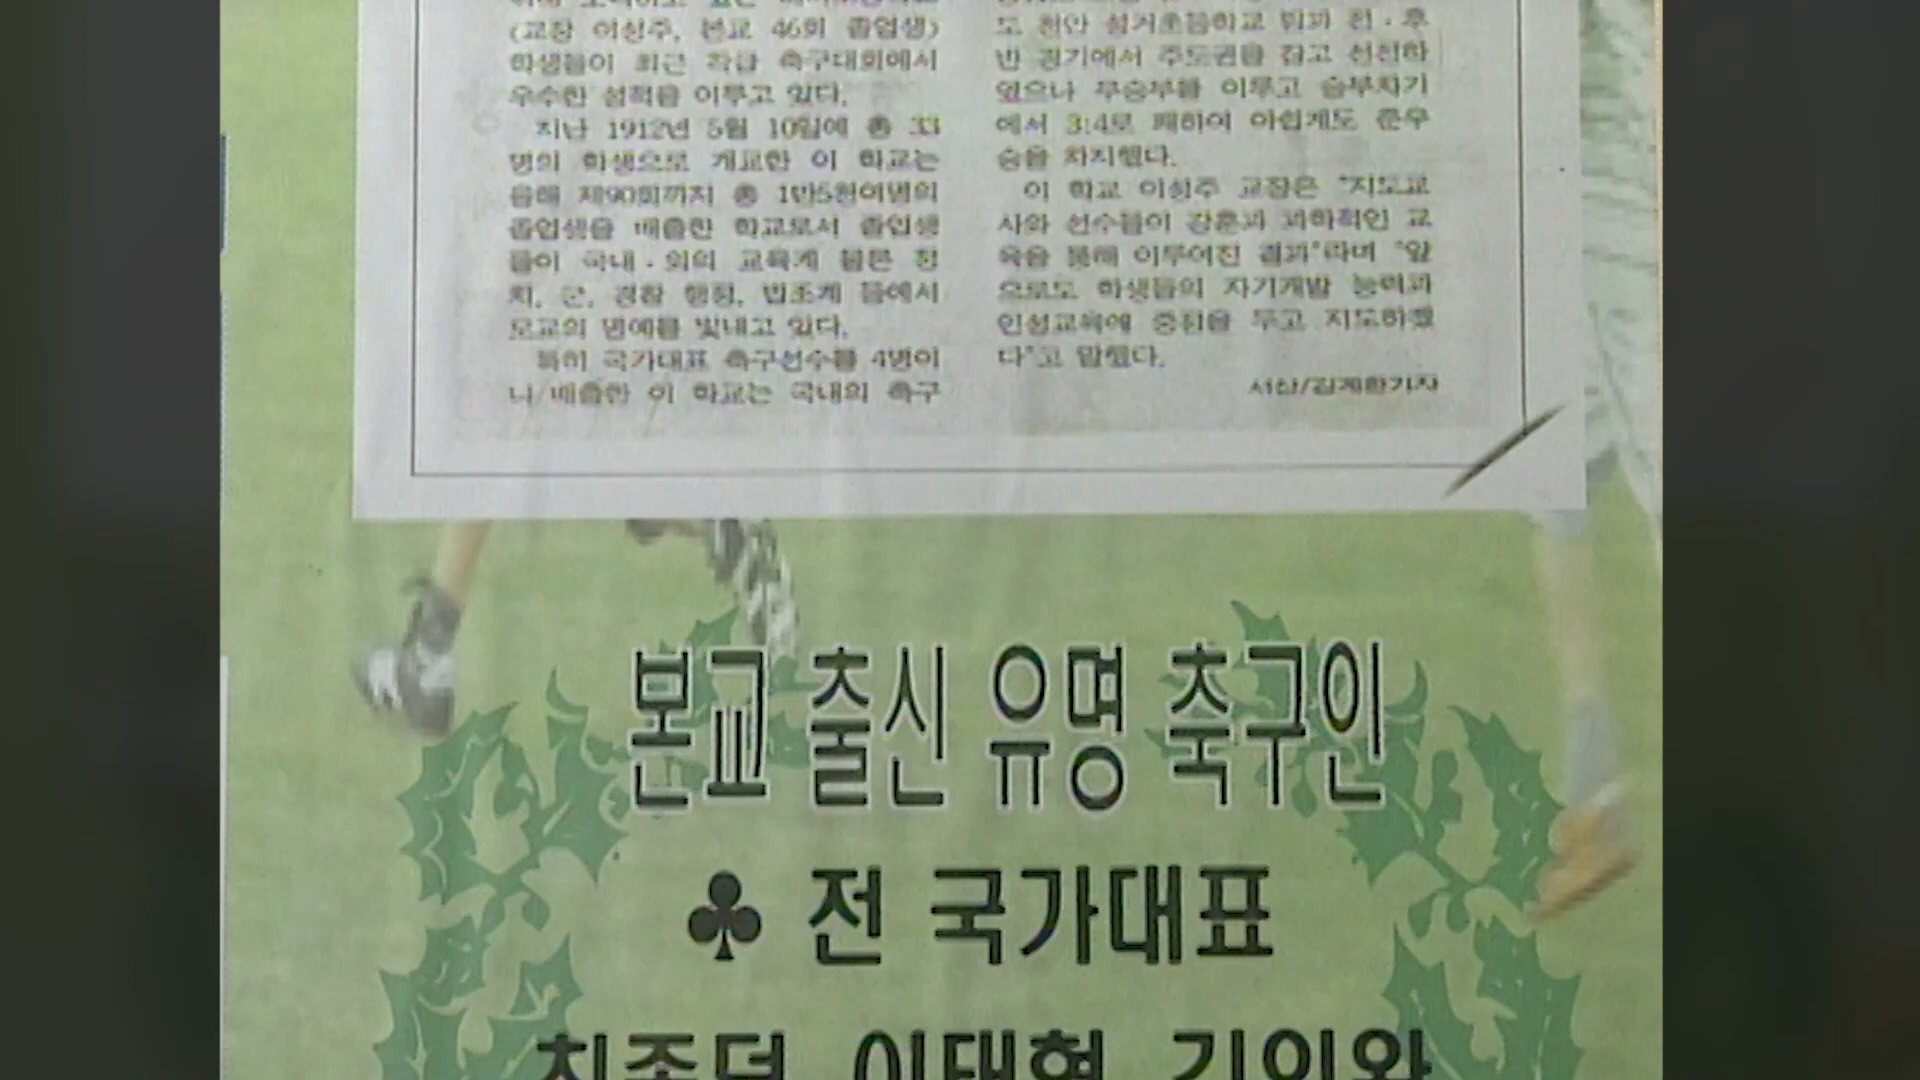 (교장 이성주, 본교 46회 졸업생)
학생들이 최근 각급 축구대회에서
우수한 성적을 이루고 있다.
지난 1912년 5월 10일에 총 33
명의 학생으로 개교한 이 학교는
올해 제90회까지 총 1만5천여명의
졸업생을 배출한 학교로서 졸업생
들이 국내·외의 교육계 물론 정
치, 군, 경찰 행정, 법조계 등에서
모교의 명예를 빛내고 있다.
특히 국가대표 축구선수를 4명이
나 배출한 이 학교는 국내의 축구
도 천안 성거초등학교 팀과 전·후
반 경기에서 주도권을 잡고 선전하
였으나 무승부를 이루고 승부차기
에서 3:4로 패하여 아쉽게도 준우
승을 차지했다.
이 학교 이성주 교장은 "지도교
사와 선수들이 강훈과 과학적인 교
육을 통해 이루어진 결과"라며 "앞
으로도 학생들의 자기개발 능력과
인성교육에 중점을 두고 지도하겠
다"고 말했다.
서산/김계환기자
본교 출신 유명 축구인
♣ 전 국가대표